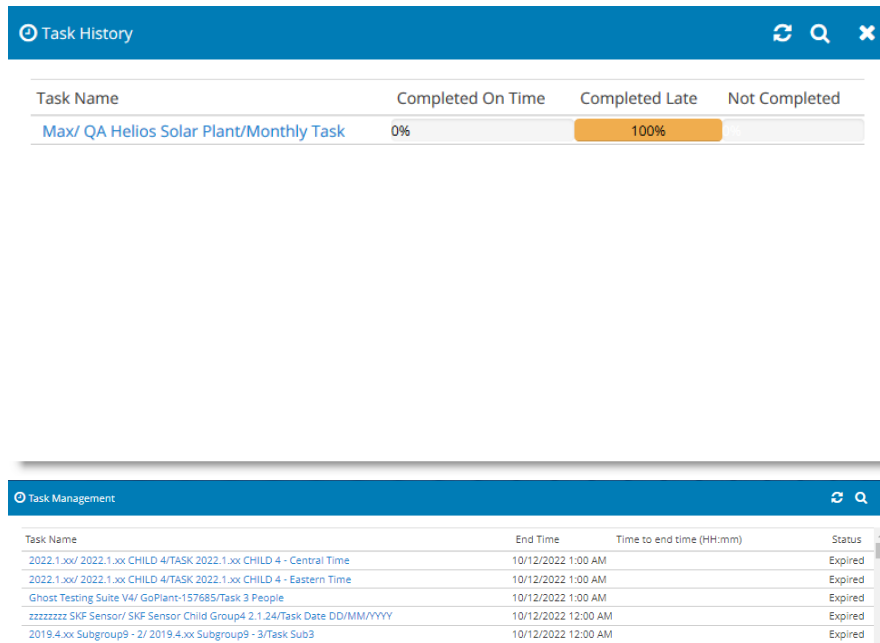 Task History
Task Name Completed On Time Completed Late Not Completed
Max/ QA Helios Solar Plant/Monthly Task 0% 100%
Task Management
Task Name End Time Time to end time (HH:mm) Status
2022.1.xx/ 2022.1.xx CHILD 4/TASK 2022.1.xx CHILD 4 - Central Time 10/12/2022 1:00 AM Expired
2022.1.xx/ 2022.1.xx CHILD 4/TASK 2022.1.xx CHILD 4 - Eastern Time 10/12/2022 1:00 AM Expired
Ghost Testing Suite V4/ GoPlant-157685/Task 3 People 10/12/2022 1:00 AM Expired
zzzzzzzz SKF Sensor/ SKF Sensor Child Group4 2.1.24/Task Date DD/MM/YYYY 10/12/2022 12:00 AM Expired
2019.4.xx Subgroup9 - 2/ 2019.4.xx Subgroup9 - 3/Task Sub3 10/12/2022 12:00 AM Expired